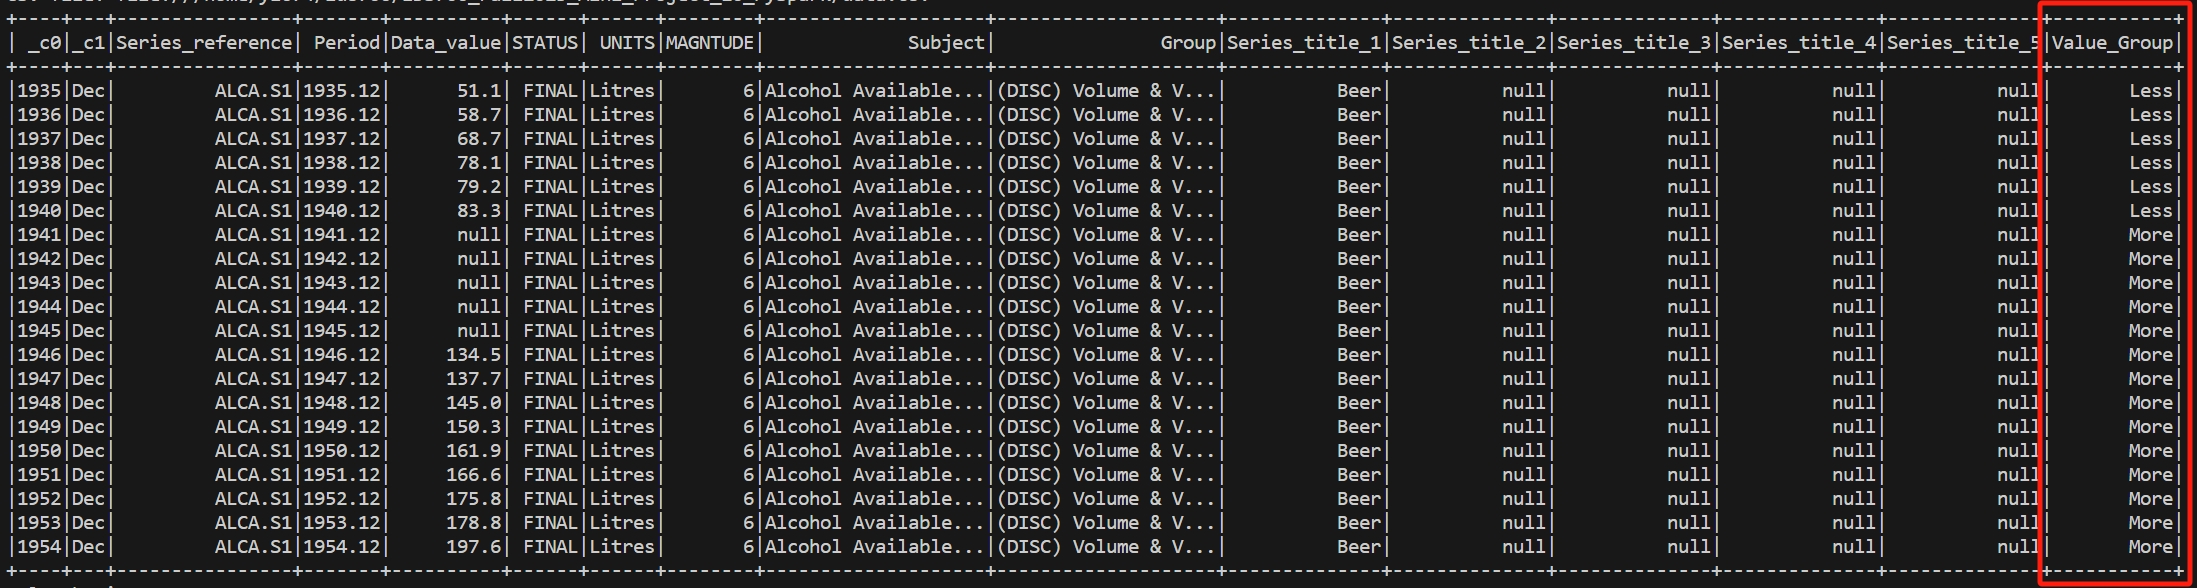 +----+---+----------------+-------+----------+------+------+--------+--------------------+--------------------+--------------+--------------+--------------+--------------+--------------+-----------+
| _c0|_c1|Series_reference| Period|Data_value|STATUS| UNITS|MAGNTUDE|             Subject|               Group|Series_title_1|Series_title_2|Series_title_3|Series_title_4|Series_title_5|Value_Group|
+----+---+----------------+-------+----------+------+------+--------+--------------------+--------------------+--------------+--------------+--------------+--------------+--------------+-----------+
|1935|Dec|         ALCA.S1|1935.12|      51.1| FINAL|Litres|       6|Alcohol Available...|(DISC) Volume & V...|          Beer|          null|          null|          null|          null|       Less|
|1936|Dec|         ALCA.S1|1936.12|      58.7| FINAL|Litres|       6|Alcohol Available...|(DISC) Volume & V...|          Beer|          null|          null|          null|          null|       Less|
|1937|Dec|         ALCA.S1|1937.12|      68.7| FINAL|Litres|       6|Alcohol Available...|(DISC) Volume & V...|          Beer|          null|          null|          null|          null|       Less|
|1938|Dec|         ALCA.S1|1938.12|      78.1| FINAL|Litres|       6|Alcohol Available...|(DISC) Volume & V...|          Beer|          null|          null|          null|          null|       Less|
|1939|Dec|         ALCA.S1|1939.12|      79.2| FINAL|Litres|       6|Alcohol Available...|(DISC) Volume & V...|          Beer|          null|          null|          null|          null|       Less|
|1940|Dec|         ALCA.S1|1940.12|      83.3| FINAL|Litres|       6|Alcohol Available...|(DISC) Volume & V...|          Beer|          null|          null|          null|          null|       Less|
|1941|Dec|         ALCA.S1|1941.12|      null| FINAL|Litres|       6|Alcohol Available...|(DISC) Volume & V...|          Beer|          null|          null|          null|          null|       More|
|1942|Dec|         ALCA.S1|1942.12|      null| FINAL|Litres|       6|Alcohol Available...|(DISC) Volume & V...|          Beer|          null|          null|          null|          null|       More|
|1943|Dec|         ALCA.S1|1943.12|      null| FINAL|Litres|       6|Alcohol Available...|(DISC) Volume & V...|          Beer|          null|          null|          null|          null|       More|
|1944|Dec|         ALCA.S1|1944.12|      null| FINAL|Litres|       6|Alcohol Available...|(DISC) Volume & V...|          Beer|          null|          null|          null|          null|       More|
|1945|Dec|         ALCA.S1|1945.12|      null| FINAL|Litres|       6|Alcohol Available...|(DISC) Volume & V...|          Beer|          null|          null|          null|          null|       More|
|1946|Dec|         ALCA.S1|1946.12|     134.5| FINAL|Litres|       6|Alcohol Available...|(DISC) Volume & V...|          Beer|          null|          null|          null|          null|       More|
|1947|Dec|         ALCA.S1|1947.12|     137.7| FINAL|Litres|       6|Alcohol Available...|(DISC) Volume & V...|          Beer|          null|          null|          null|          null|       More|
|1948|Dec|         ALCA.S1|1948.12|     145.0| FINAL|Litres|       6|Alcohol Available...|(DISC) Volume & V...|          Beer|          null|          null|          null|          null|       More|
|1949|Dec|         ALCA.S1|1949.12|     150.3| FINAL|Litres|       6|Alcohol Available...|(DISC) Volume & V...|          Beer|          null|          null|          null|          null|       More|
|1950|Dec|         ALCA.S1|1950.12|     161.9| FINAL|Litres|       6|Alcohol Available...|(DISC) Volume & V...|          Beer|          null|          null|          null|          null|       More|
|1951|Dec|         ALCA.S1|1951.12|     166.6| FINAL|Litres|       6|Alcohol Available...|(DISC) Volume & V...|          Beer|          null|          null|          null|          null|       More|
|1952|Dec|         ALCA.S1|1952.12|     175.8| FINAL|Litres|       6|Alcohol Available...|(DISC) Volume & V...|          Beer|          null|          null|          null|          null|       More|
|1953|Dec|         ALCA.S1|1953.12|     178.8| FINAL|Litres|       6|Alcohol Available...|(DISC) Volume & V...|          Beer|          null|          null|          null|          null|       More|
|1954|Dec|         ALCA.S1|1954.12|     197.6| FINAL|Litres|       6|Alcohol Available...|(DISC) Volume & V...|          Beer|          null|          null|          null|          null|       More|
+----+---+----------------+-------+----------+------+------+--------+--------------------+--------------------+--------------+--------------+--------------+--------------+--------------+-----------+